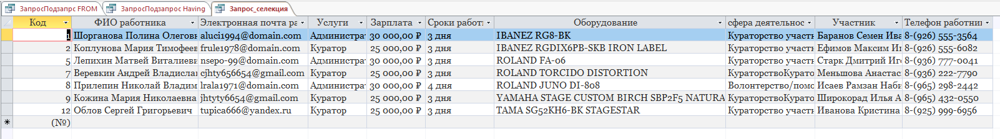 ЗапросПодзапрс FROM ЗапросПодзапрос Having Запрос_селекция
Код ФИО работника Электронная почта ра Услуги Зарплата Сроки работ Оборудование сфера деятельнос Участник Телефон работни
1 Шорганова Полина Олегов aluci1994@domain.com Администра 30 000,00 ₽ 3 дня IBANEZ RG8-BK Кураторство участ Баранов Семен Ива 8-(926) 555-3564
2 Коплунова Мария Тимофеев frule1978@domain.com Куратор 25 000,00 ₽ 3 дня IBANEZ RGDIX6PB-SKB IRON LABEL Кураторство участ Ефимов Максим И 8-(926) 555-6082
5 Лепихин Матвей Виталиеви nsepo-99@domain.com Администра 30 000,00 ₽ 3 дня ROLAND FA-06 Кураторство участ Старк Дмитрий Иг 8-(936) 777-0041
7 Веревкин Андрей Владисла cjhty656654@gmail.com Куратор 25 000,00 ₽ 3 дня ROLAND TORCIDO DISTORTION КураторствоКурато Меньшова Анастас 8-(936) 222-7790
8 Прилепин Николай Владим lrala1971@domain.com Администра 30 000,00 ₽ 4 дня ROLAND JUNO DI-808 Волонтерство/помо Исаев Рамзан Наби 8-(965) 298-2442
9 Кожина Мария Николаевна jhtyty6654@gmail.com Куратор 25 000,00 ₽ 3 дня YAMAHA STAGE CUSTOM BIRCH SBP2F5 NATURA КураторствоКурато Широкорад Илья А 8-(965) 432-0550
12 Облов Сергей Григорьевич tupica666@yandex.ru Куратор 25 000,00 ₽ 3 дня TAMA SG52KH6-BK STAGESTAR Кураторство участ Иванова Кристина 8-(925) 999-6956
(№)